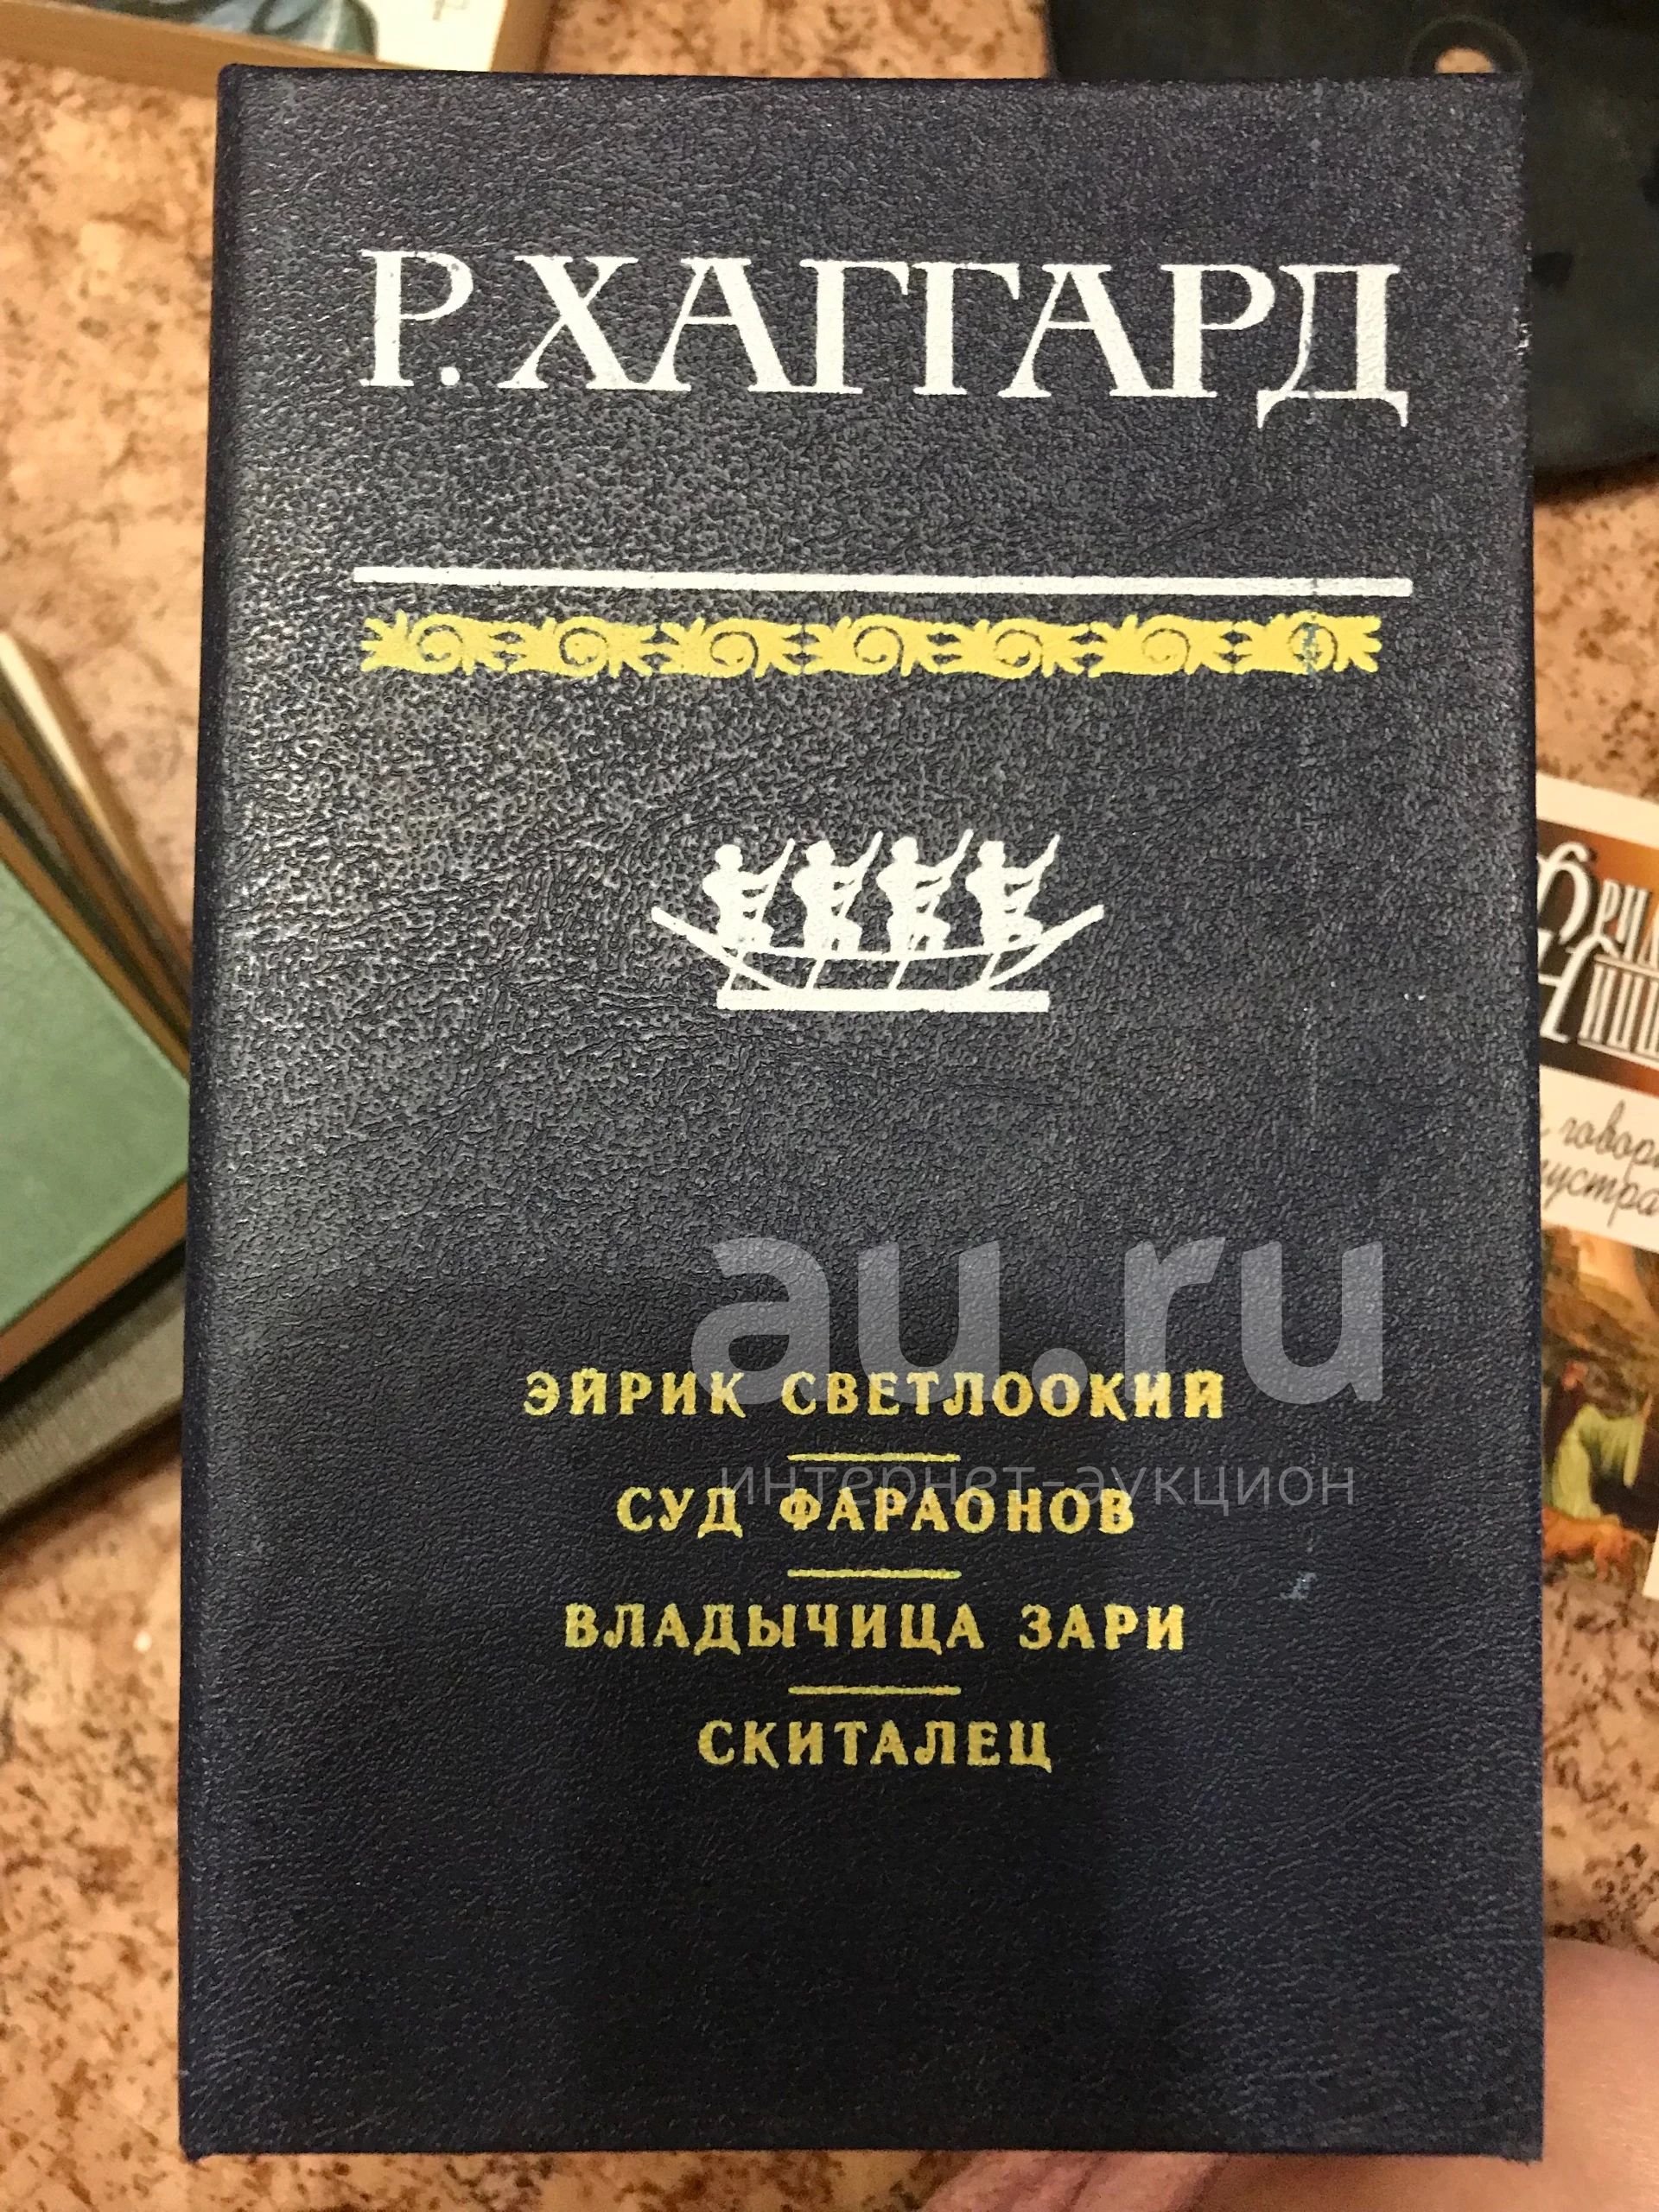 Р. ХАГГАРД
au.ru
ЭЙРИК СВЕТЛООКИЙ
интернет-аукцион
СУД ФАРАОНОВ
ВЛАДЫЧИЦА ЗАРИ
СКИТАЛЕЦ